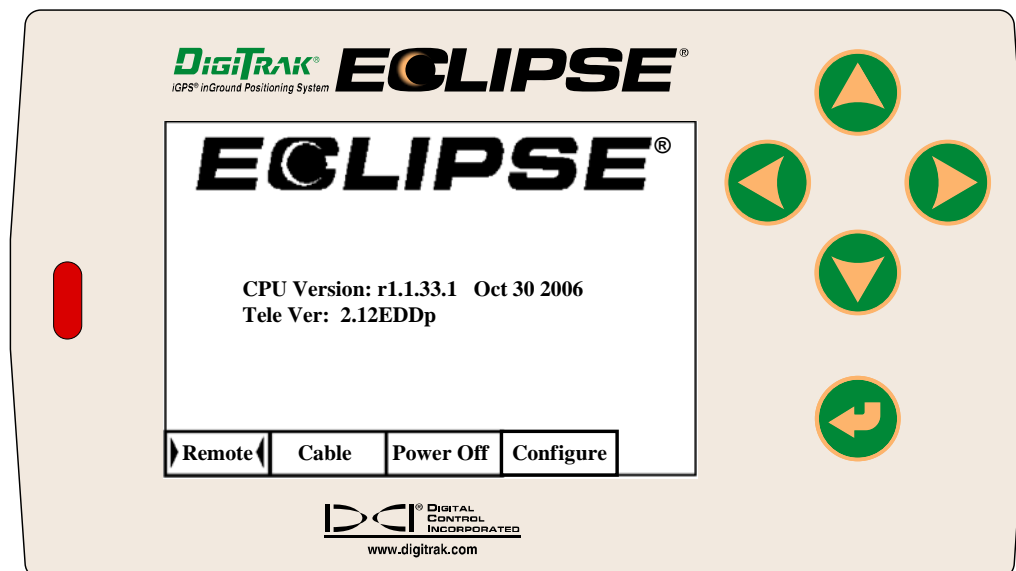 DIGITRAK® ECLIPSE®
iGPS® inGround Positioning System
ECLIPSE®
CPU Version: r1.1.33.1 Oct 30 2006
Tele Ver: 2.12EDDp
Remote Cable Power Off Configure
DCI® DIGITAL
CONTROL
INCORPORATED
www.digitrak.com